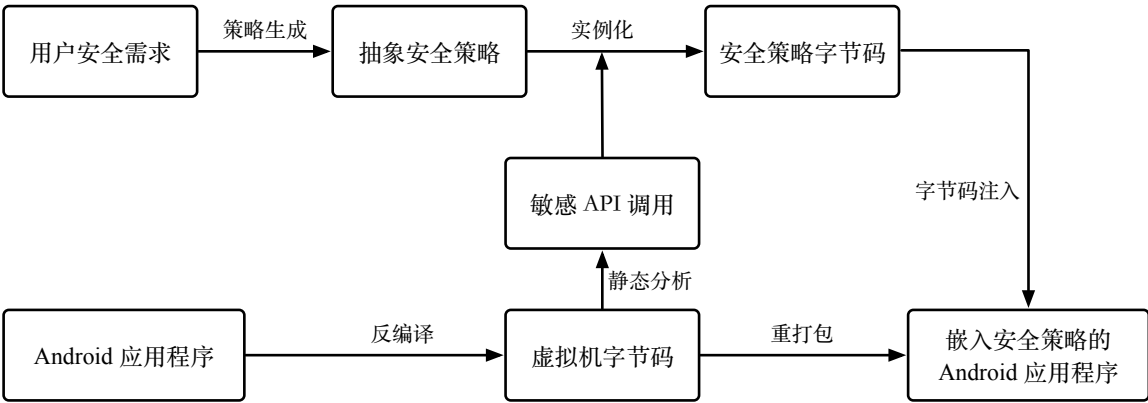 用户安全需求
策略生成
抽象安全策略
实例化
安全策略字节码
敏感 API 调用
字节码注入
静态分析
Android 应用程序
反编译
虚拟机字节码
重打包
嵌入安全策略的
Android 应用程序